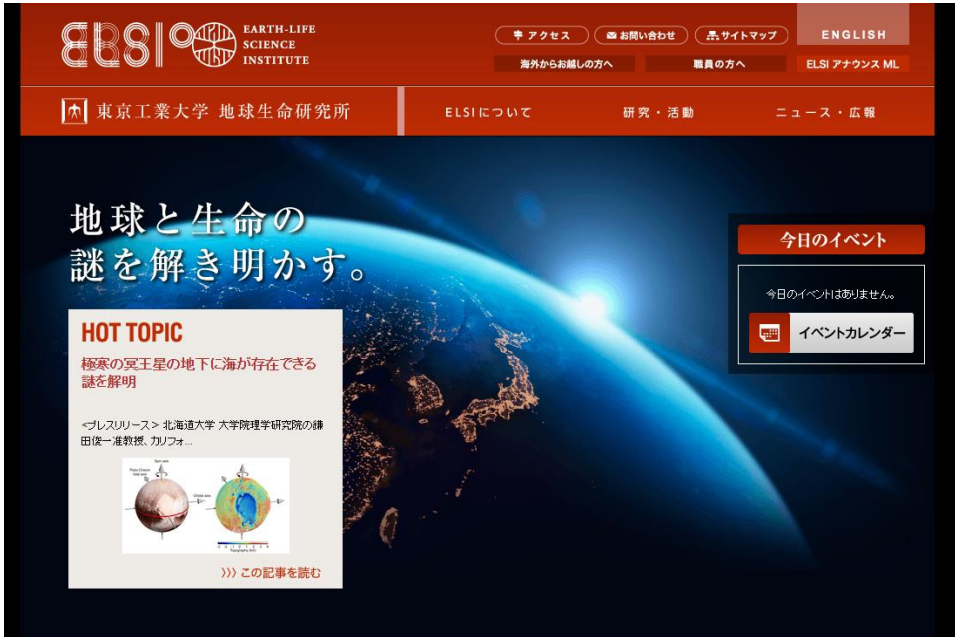 ELSI
EARTH-LIFE
SCIENCE
INSTITUTE
アクセス
お問い合わせ
サイトマップ
ENGLISH
海外からお越しの方へ
職員の方へ
ELSI アナウンス ML
東京工業大学 地球生命研究所
ELSIについて
研究・活動
ニュース・広報
地球と生命の
謎を解き明かす。
今日のイベント
今日のイベントはありません。
イベントカレンダー
HOT TOPIC
極寒の冥王星の地下に海が存在できる
謎を解明
<プレスリリース> 北海道大学 大学院理学研究院の鎌
田俊一准教授、カリフォ...
Spin axis
Orbital axis
Topography (km)
>>> この記事を読む